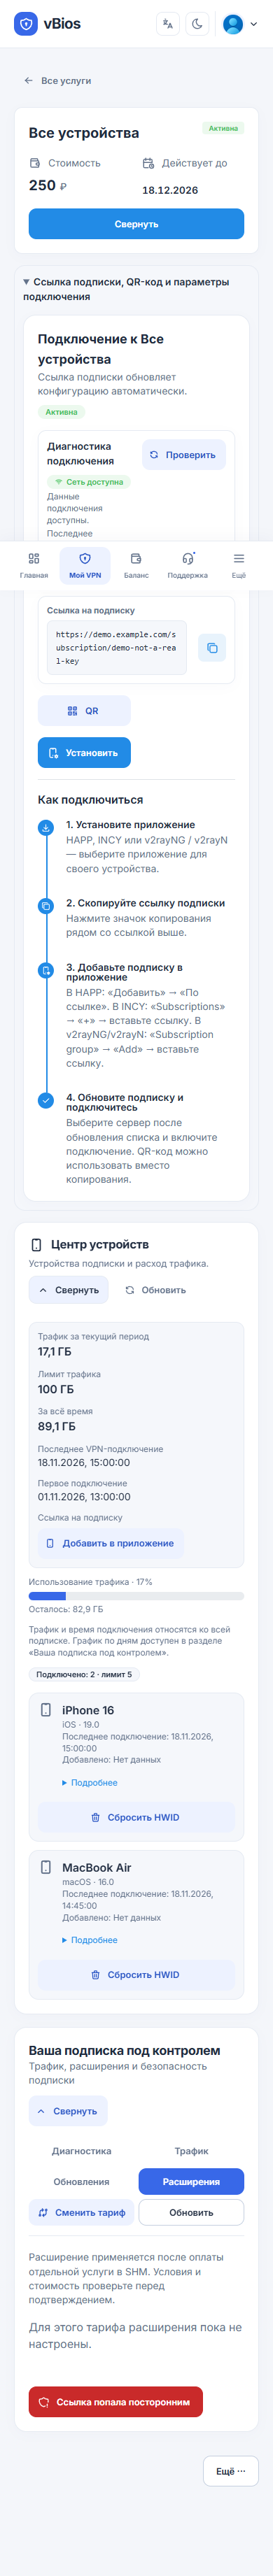 vBios
Все услуги
Все устройства
Активна
Стоимость
Действует до
250 ₽
18.12.2026
Свернуть
▼ Ссылка подписки, QR-код и параметры
подключения
Подключение к Все
устройства
Ссылка подписки обновляет
конфигурацию автоматически.
Активна
Диагностика
подключения
Проверить
Сеть доступна
Данные
подключения
доступны.
Последнее
Главная
Мой VPN
Баланс
Поддержка
Ещё
Ссылка на подписку
https://demo.example.com/s
ubscription/demo-not-a-rea
l-key
QR
Установить
Как подключиться
1. Установите приложение
HAPP, INCY или v2rayNG / v2rayN
— выберите приложение для
своего устройства.
2. Скопируйте ссылку подписки
Нажмите значок копирования
рядом со ссылкой выше.
3. Добавьте подписку в
приложение
В HAPP: «Добавить» → «По
ссылке». В INCY: «Subscriptions»
→ «+» → вставьте ссылку. В
v2rayNG/v2rayN: «Subscription
group» → «Add» → вставьте
ссылку.
4. Обновите подписку и
подключитесь
Выберите сервер после
обновления списка и включите
подключение. QR-код можно
использовать вместо
копирования.
Центр устройств
Устройства подписки и расход трафика.
Свернуть
Обновить
Трафик за текущий период
17,1 ГБ
Лимит трафика
100 ГБ
За всё время
89,1 ГБ
Последнее VPN-подключение
18.11.2026, 15:00:00
Первое подключение
01.11.2026, 13:00:00
Ссылка на подписку
Добавить в приложение
Использование трафика · 17%
Осталось: 82,9 ГБ
Трафик и время подключения относятся ко всей
подписке. График по дням доступен в разделе
«Ваша подписка под контролем».
Подключено: 2 · лимит 5
iPhone 16
iOS · 19.0
Последнее подключение: 18.11.2026,
15:00:00
Добавлено: Нет данных
▶ Подробнее
Сбросить HWID
MacBook Air
macOS · 16.0
Последнее подключение: 18.11.2026,
14:45:00
Добавлено: Нет данных
▶ Подробнее
Сбросить HWID
Ваша подписка под контролем
Трафик, расширения и безопасность
подписки
Свернуть
Диагностика
Трафик
Обновления
Расширения
Сменить тариф
Обновить
Расширение применяется после оплаты
отдельной услуги в SHM. Условия и
стоимость проверьте перед
подтверждением.
Для этого тарифа расширения пока не
настроены.
Ссылка попала посторонним
Ещё ···